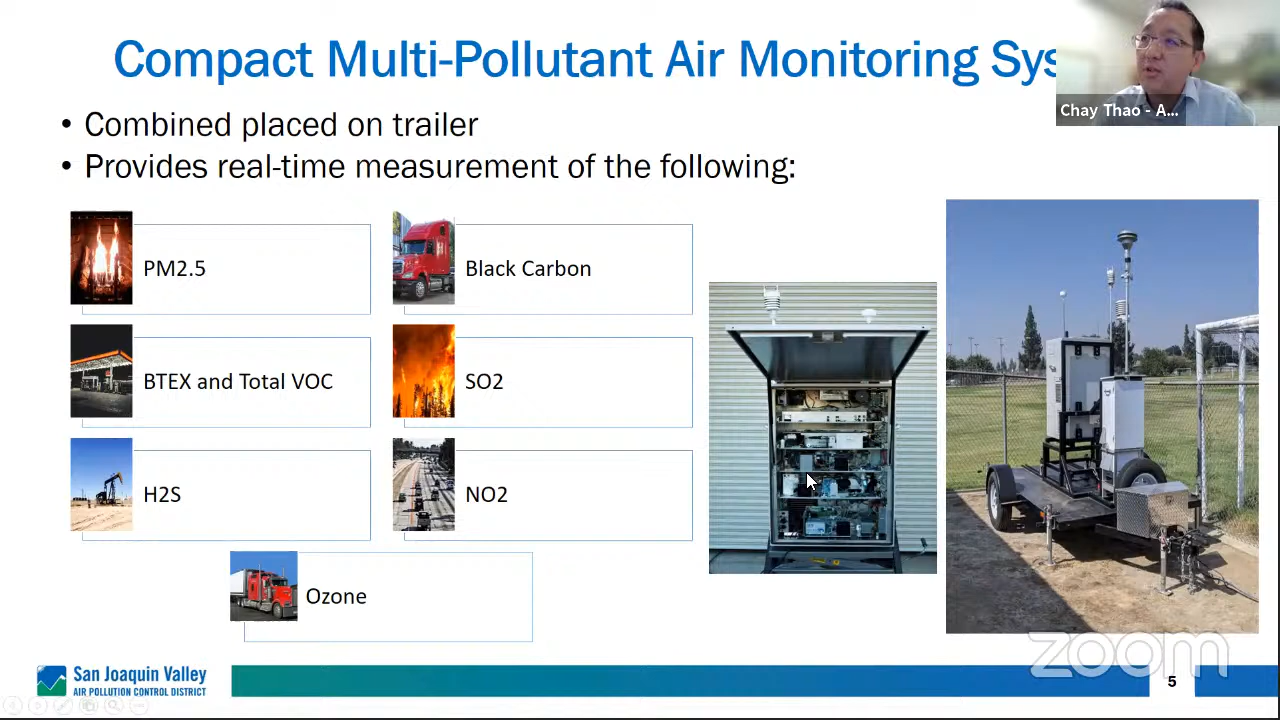 Compact Multi-Pollutant Air Monitoring Sys
Chay Thao - A...
• Combined placed on trailer
• Provides real-time measurement of the following:
PM2.5
Black Carbon
BTEX and Total VOC
SO2
H2S
NO2
Ozone
zoom
San Joaquin Valley
AIR POLLUTION CONTROL DISTRICT
5